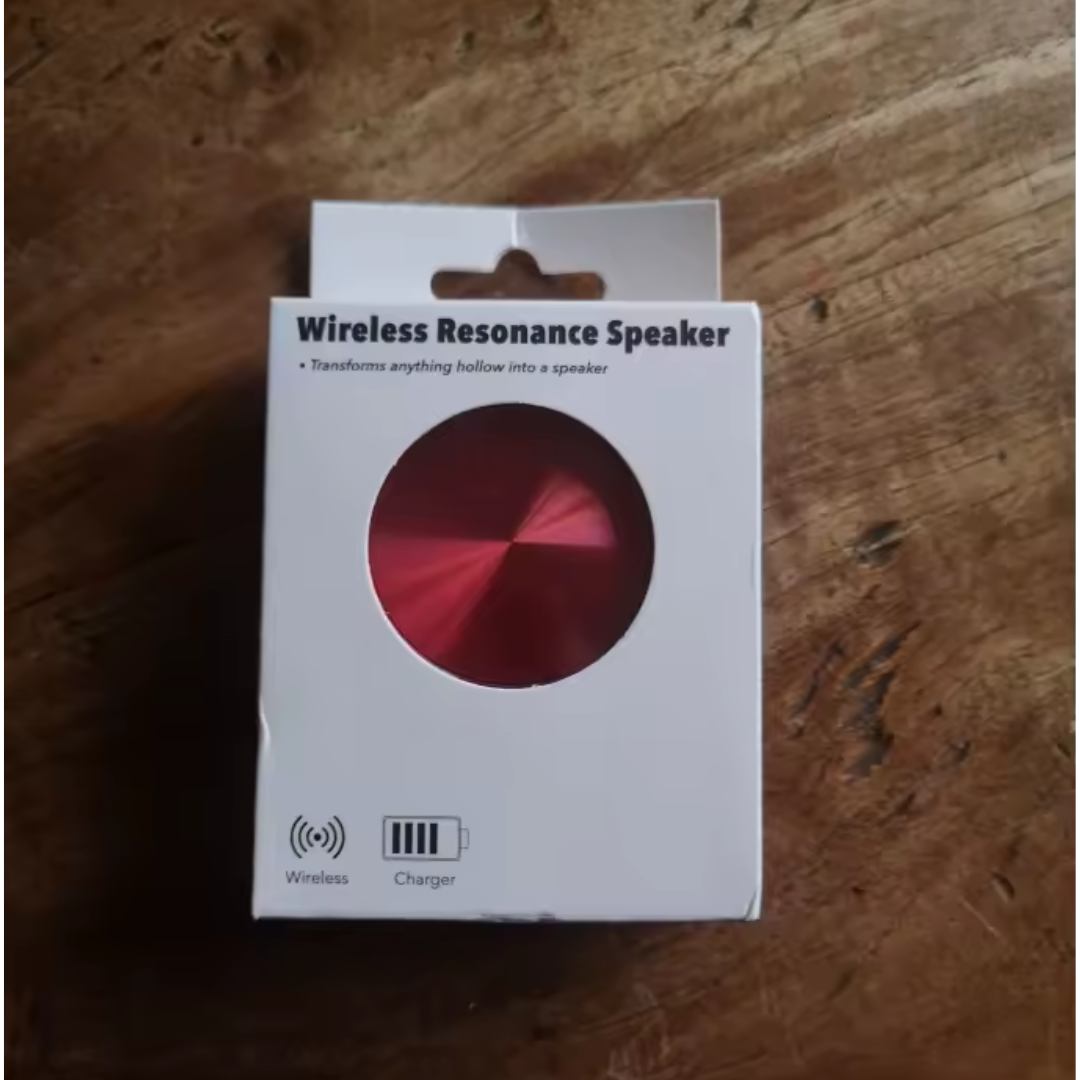 Wireless Resonance Speaker
• Transforms anything hollow into a speaker
Wireless
Charger